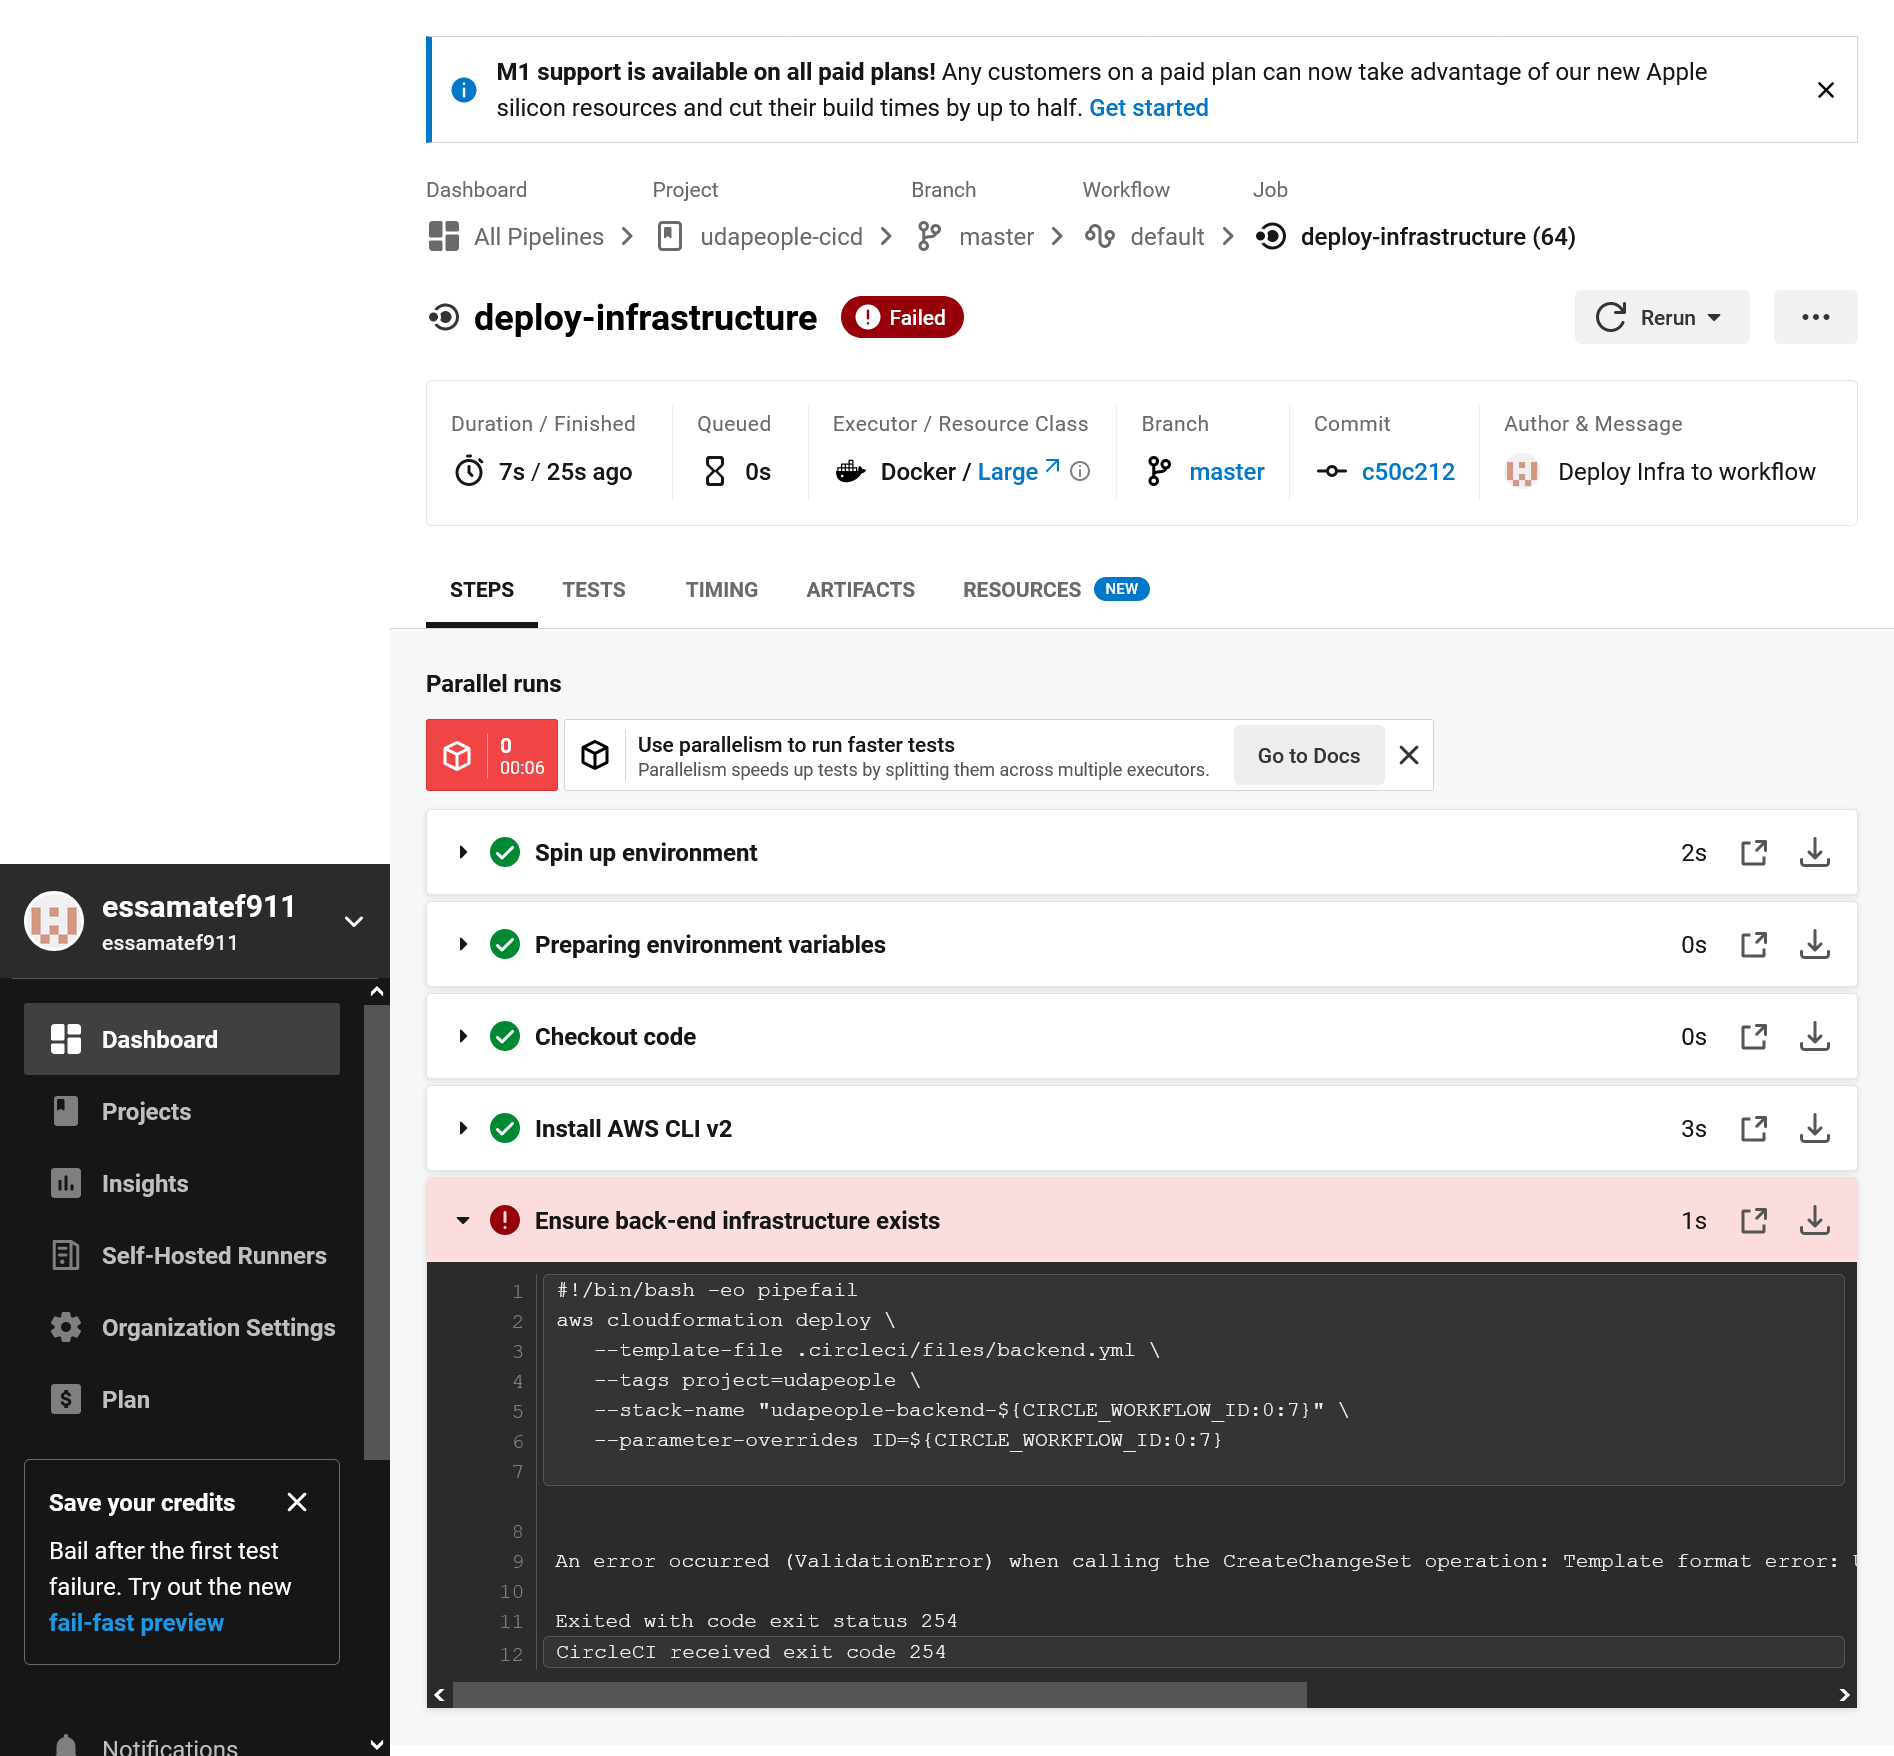 M1 support is available on all paid plans! Any customers on a paid plan can now take advantage of our new Apple
silicon resources and cut their build times by up to half. Get started
Dashboard Project Branch Workflow Job
All Pipelines udapeople-cicd master default deploy-infrastructure (64)
deploy-infrastructure Failed Rerun
Duration / Finished Queued Executor / Resource Class Branch Commit Author & Message
7s / 25s ago 0s Docker / Large master c50c212 Deploy Infra to workflow
STEPS TESTS TIMING ARTIFACTS RESOURCES NEW
Parallel runs
0
00:06
Use parallelism to run faster tests
Parallelism speeds up tests by splitting them across multiple executors.
Go to Docs
Spin up environment 2s
Preparing environment variables 0s
Checkout code 0s
Install AWS CLI v2 3s
Ensure back-end infrastructure exists 1s
1 #!/bin/bash -eo pipefail
2 aws cloudformation deploy \
3 --template-file .circleci/files/backend.yml \
4 --tags project=udapeople \
5 --stack-name "udapeople-backend-${CIRCLE_WORKFLOW_ID:0:7}" \
6 --parameter-overrides ID=${CIRCLE_WORKFLOW_ID:0:7}
7
8
9 An error occurred (ValidationError) when calling the CreateChangeSet operation: Template format error:
10
11 Exited with code exit status 254
12 CircleCI received exit code 254
essamatef911
essamatef911
Dashboard
Projects
Insights
Self-Hosted Runners
Organization Settings
Plan
Save your credits
Bail after the first test
failure. Try out the new
fail-fast preview
Notifications